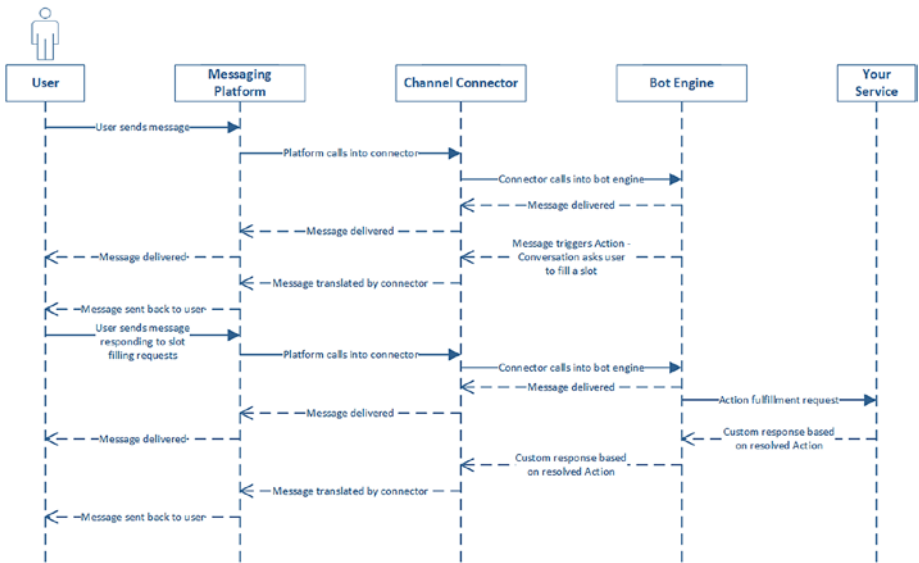 User
Messaging
Platform
Channel Connector
Bot Engine
Your
Service
User sends message
Platform calls into connector
Connector calls into bot engine
Message delivered
Message delivered
Message triggers Action -
Conversation asks user
to fill a slot
Message delivered
Message translated by connector
Message sent back to user
User sends message
responding to slot
filling requests
Platform calls into connector
Connector calls into bot engine
Message delivered
Action fulfillment request
Message delivered
Message delivered
Custom response based
on resolved Action
Custom response based
on resolved Action
Message translated by connector
Message sent back to user